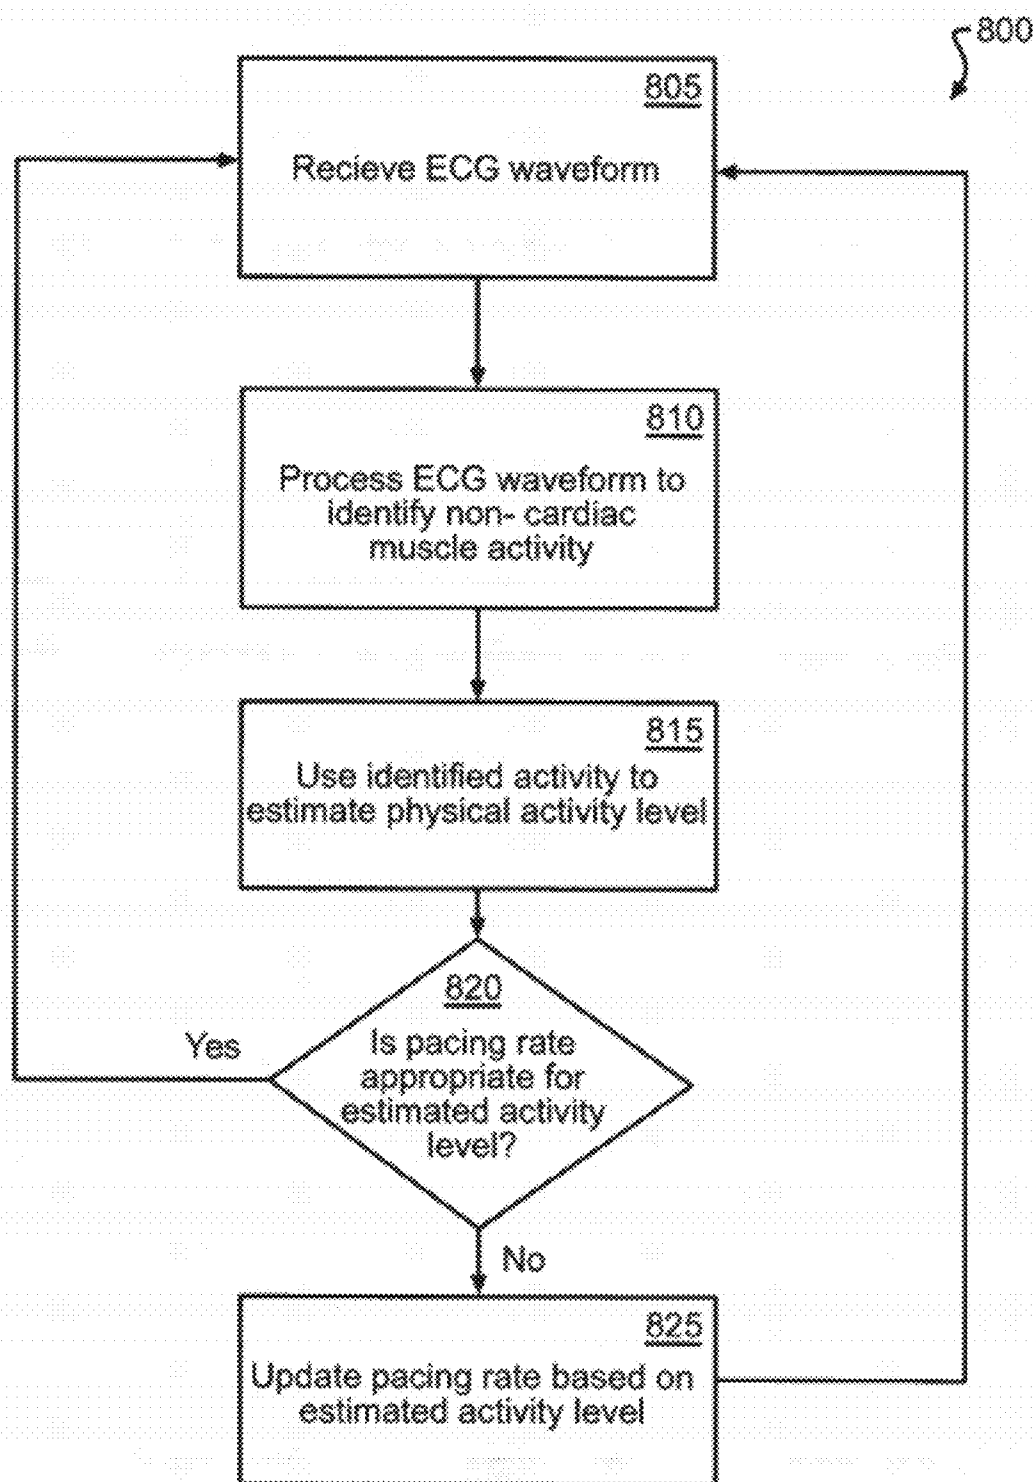 800
805
Recieve ECG waveform
810
Process ECG waveform to
identify non- cardiac
muscle activity
815
Use identified activity to
estimate physical activity level
820
Is pacing rate
appropriate for
estimated activity
level?
Yes
No
825
Update pacing rate based on
estimated activity level